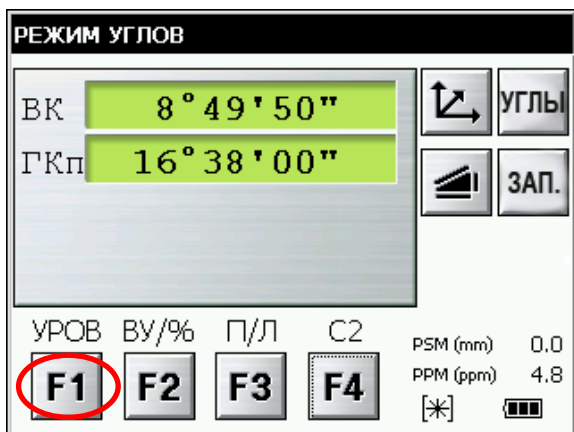 РЕЖИМ УГЛОВ
ВК 8°49'50"
ГКп 16°38'00"
УГЛЫ
ЗАП.
УРОВ ВУ/% П/Л С2
F1 F2 F3 F4
PSM (mm) 0.0
PPM (ppm) 4.8
[*]